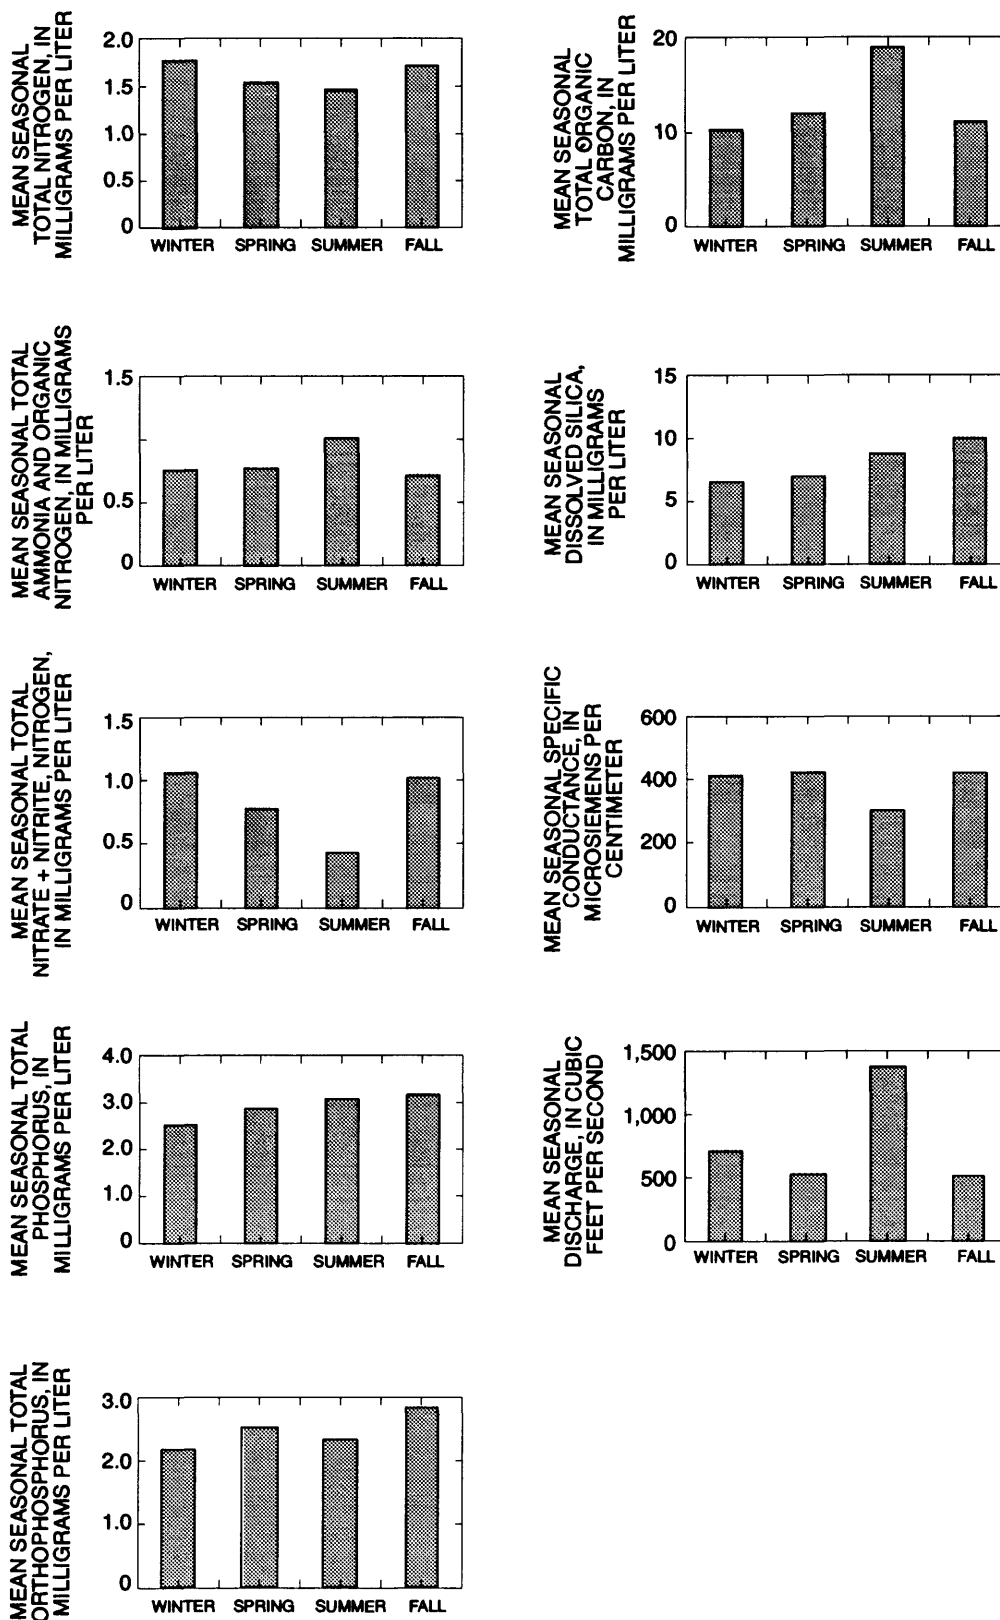 MEAN SEASONAL
TOTAL NITROGEN, IN
MILLIGRAMS PER LITER
2.0
1.5
1.0
0.5
0
WINTER SPRING SUMMER FALL
MEAN SEASONAL
TOTAL ORGANIC
CARBON, IN
MILLIGRAMS PER LITER
20
10
0
WINTER SPRING SUMMER FALL
MEAN SEASONAL TOTAL
AMMONIA AND ORGANIC
NITROGEN, IN MILLIGRAMS
PER LITER
1.5
0.5
0
WINTER SPRING SUMMER FALL
MEAN SEASONAL
DISSOLVED SILICA,
IN MILLIGRAMS
PER LITER
15
10
5
0
WINTER SPRING SUMMER FALL
MEAN SEASONAL TOTAL
NITRATE + NITRITE, NITROGEN,
IN MILLIGRAMS PER LITER
1.5
1.0
0.5
0
WINTER SPRING SUMMER FALL
MEAN SEASONAL SPECIFIC
CONDUCTANCE, IN
MICROSIEMENS PER
CENTIMETER
600
400
200
0
WINTER SPRING SUMMER FALL
MEAN SEASONAL TOTAL
PHOSPHORUS, IN
MILLIGRAMS PER LITER
4.0
3.0
2.0
1.0
0
WINTER SPRING SUMMER FALL
MEAN SEASONAL
DISCHARGE, IN CUBIC
FEET PER SECOND
1,500
1,000
500
0
WINTER SPRING SUMMER FALL
MEAN SEASONAL TOTAL
ORTHOPHOSPHORUS, IN
MILLIGRAMS PER LITER
3.0
2.0
1.0
0
WINTER SPRING SUMMER FALL